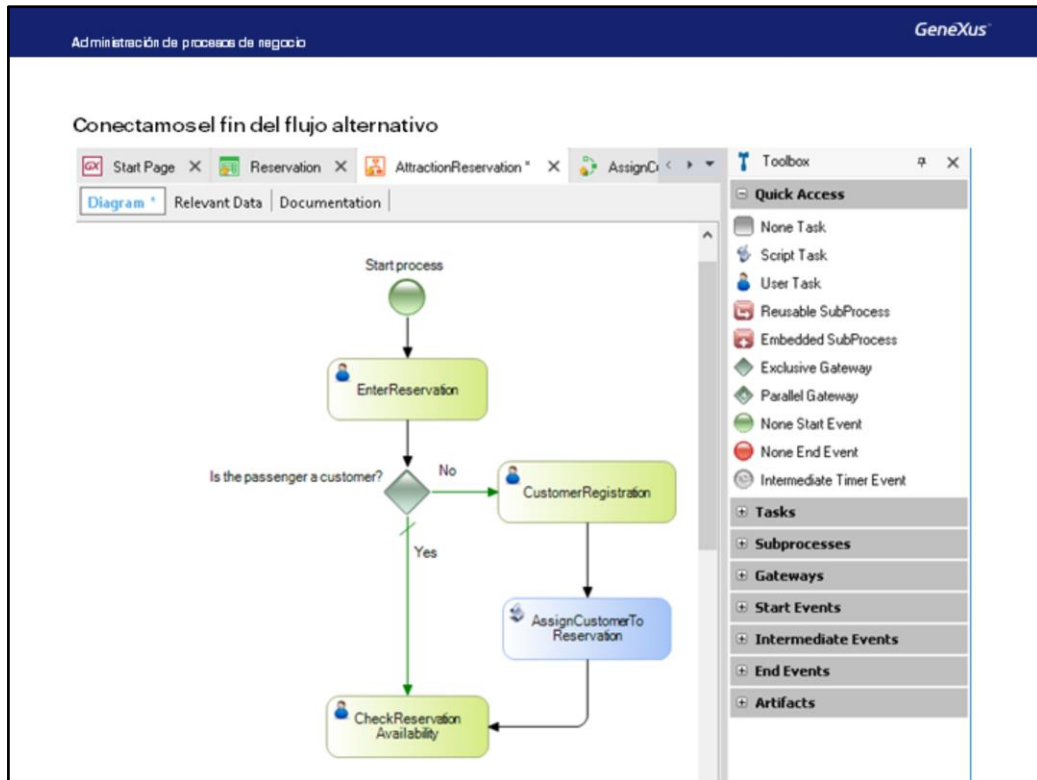 Administración de procesos de negocio
GeneXus
Conectamos el fin del flujo alternativo
GX Start Page X Reservation X AttractionReservation * X AssignCu
Toolbox
Diagram * Relevant Data Documentation
Quick Access
None Task
Script Task
User Task
Reusable SubProcess
Embedded SubProcess
Exclusive Gateway
Parallel Gateway
None Start Event
None End Event
Intermediate Timer Event
Tasks
Subprocesses
Gateways
Start Events
Intermediate Events
End Events
Artifacts
Start process
EnterReservation
Is the passenger a customer?
No
CustomerRegistration
Yes
AssignCustomerTo
Reservation
CheckReservation
Availability